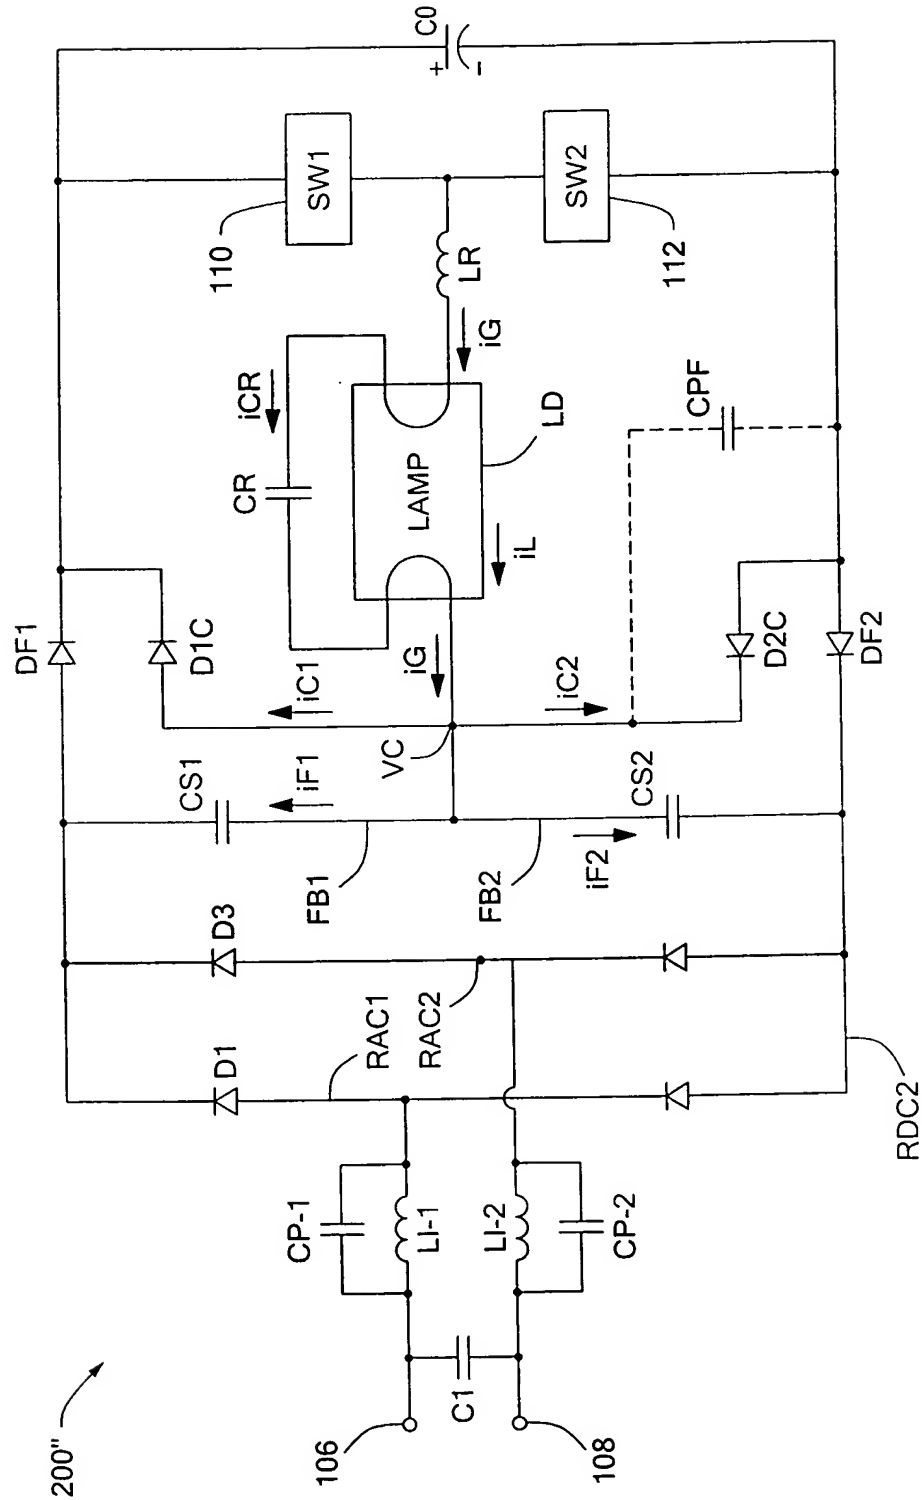 200"
106
108
C1
CP-1
LI-1
LI-2
CP-2
D1
RAC1
D3
RAC2
RDC2
CS1
iF1
FB1
FB2
iF2
CS2
VC
DF1
D1C
iC1
iG
iC2
D2C
DF2
CR
iCR
LAMP
iL
LD
iG
LR
CPF
110
SW1
SW2
112
+
C0
-